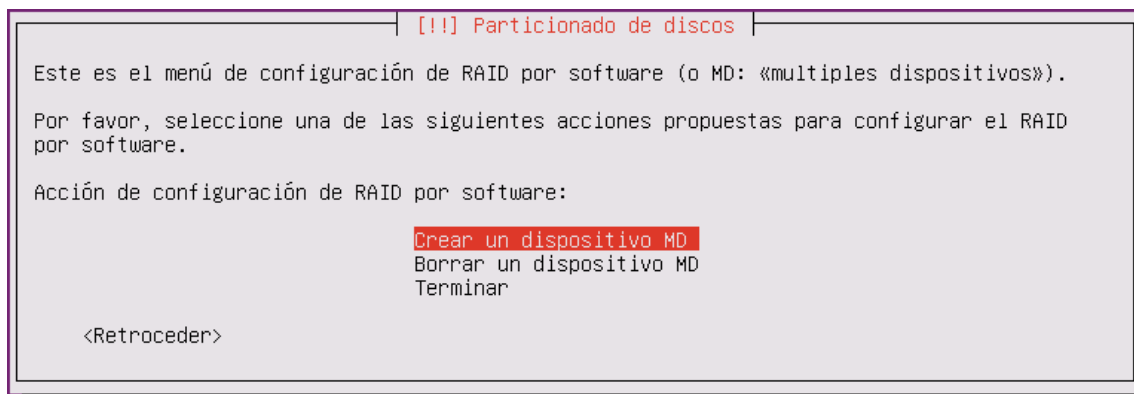 [!!] Particionado de discos
Este es el menú de configuración de RAID por software (o MD: «multiples dispositivos»).
Por favor, seleccione una de las siguientes acciones propuestas para configurar el RAID
por software.
Acción de configuración de RAID por software:
Crear un dispositivo MD
Borrar un dispositivo MD
Terminar
<Retroceder>